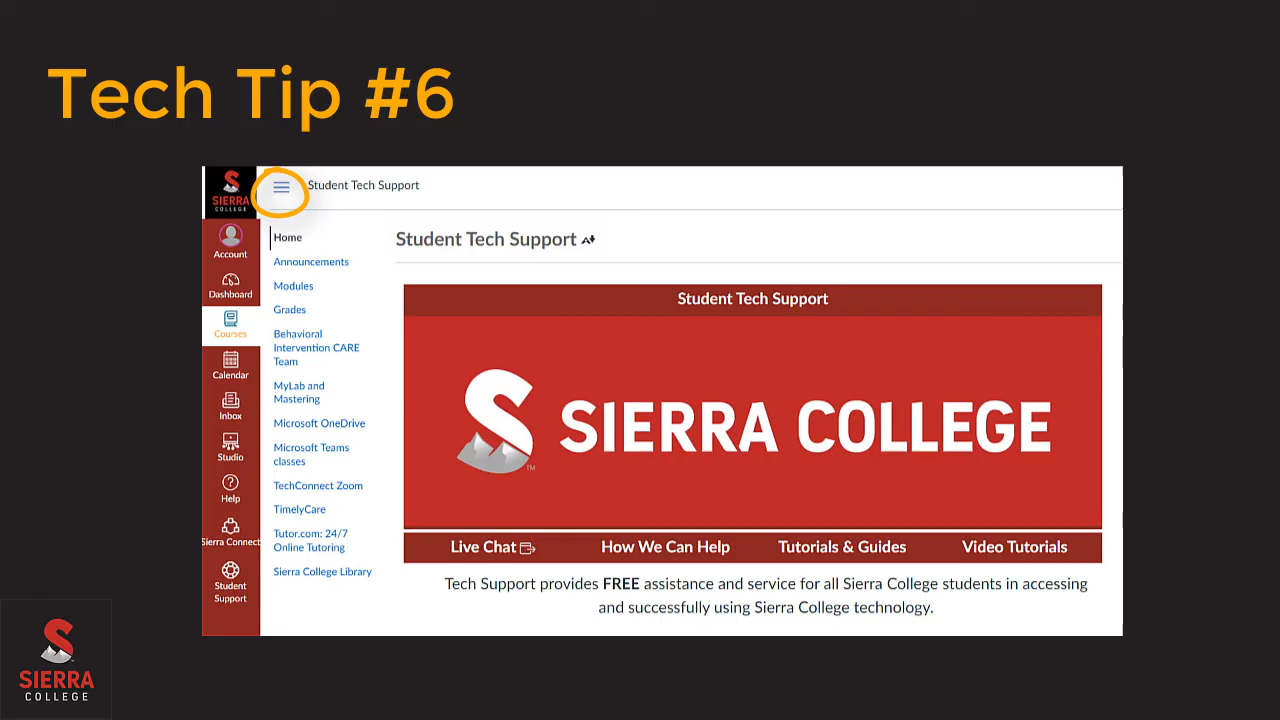 Tech Tip #6
SIERRA
COLLEGE
Student Tech Support
Account
Dashboard
Courses
Calendar
Inbox
Studio
Help
Sierra Connect
Student
Support
Home
Announcements
Modules
Grades
Behavioral
Intervention CARE
Team
MyLab and
Mastering
Microsoft OneDrive
Microsoft Teams
classes
TechConnect Zoom
TimelyCare
Tutor.com: 24/7
Online Tutoring
Sierra College Library
Student Tech Support
Student Tech Support
SIERRA COLLEGE
TM
Live Chat
How We Can Help
Tutorials & Guides
Video Tutorials
Tech Support provides FREE assistance and service for all Sierra College students in accessing
and successfully using Sierra College technology.
SIERRA
COLLEGE